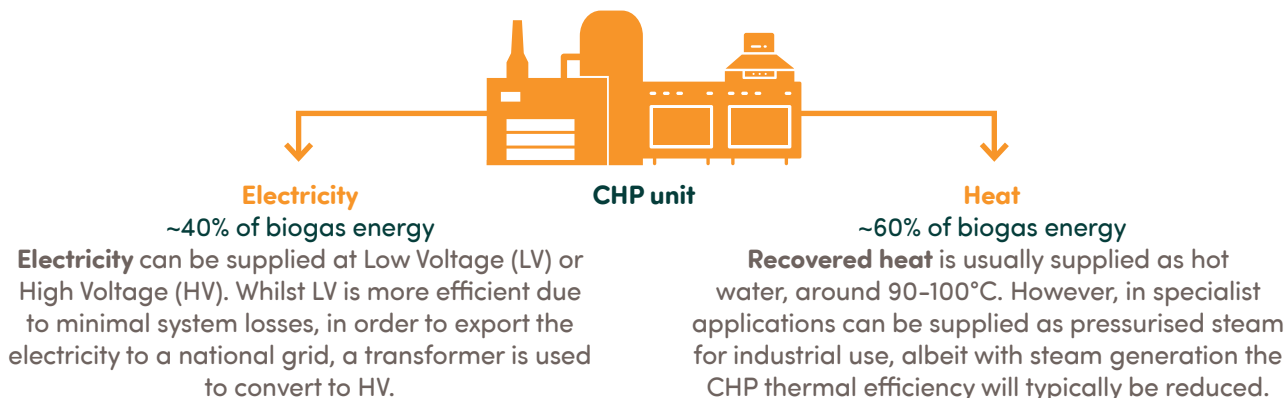 Electricity
~40% of biogas energy
Electricity can be supplied at Low Voltage (LV) or
High Voltage (HV). Whilst LV is more efficient due
to minimal system losses, in order to export the
electricity to a national grid, a transformer is used
to convert to HV.
CHP unit
Heat
~60% of biogas energy
Recovered heat is usually supplied as hot
water, around 90-100°C. However, in specialist
applications can be supplied as pressurised steam
for industrial use, albeit with steam generation the
CHP thermal efficiency will typically be reduced.